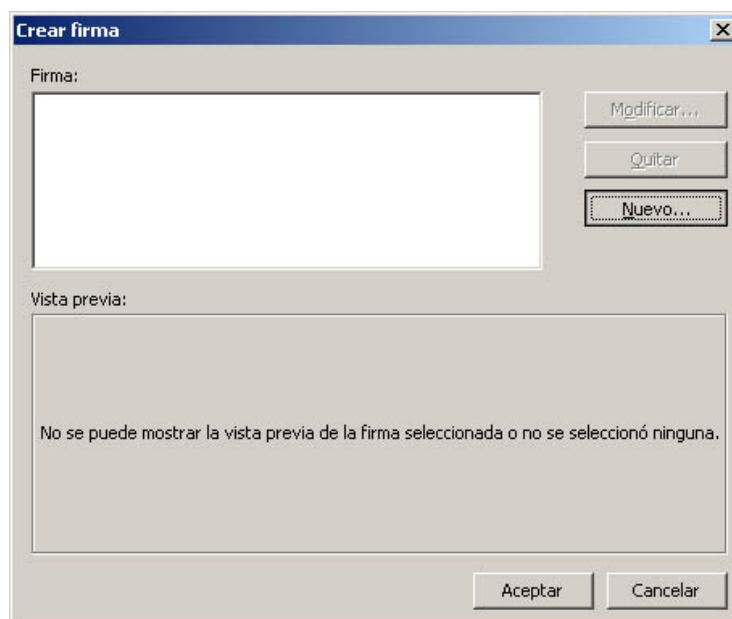 Crear firma
Firma:
Modificar...
Quitar
Nuevo...
Vista previa:
No se puede mostrar la vista previa de la firma seleccionada o no se seleccionó ninguna.
Aceptar
Cancelar